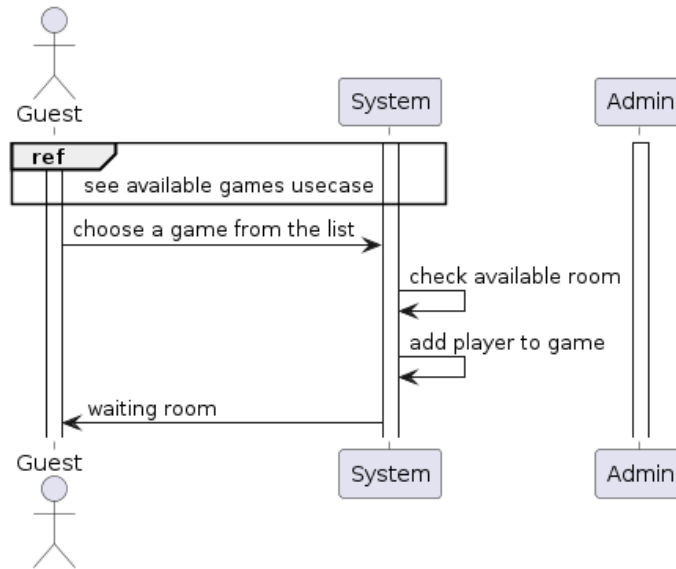 Guest
System
Admin
ref
see available games usecase
choose a game from the list
check available room
add player to game
waiting room
Guest
System
Admin